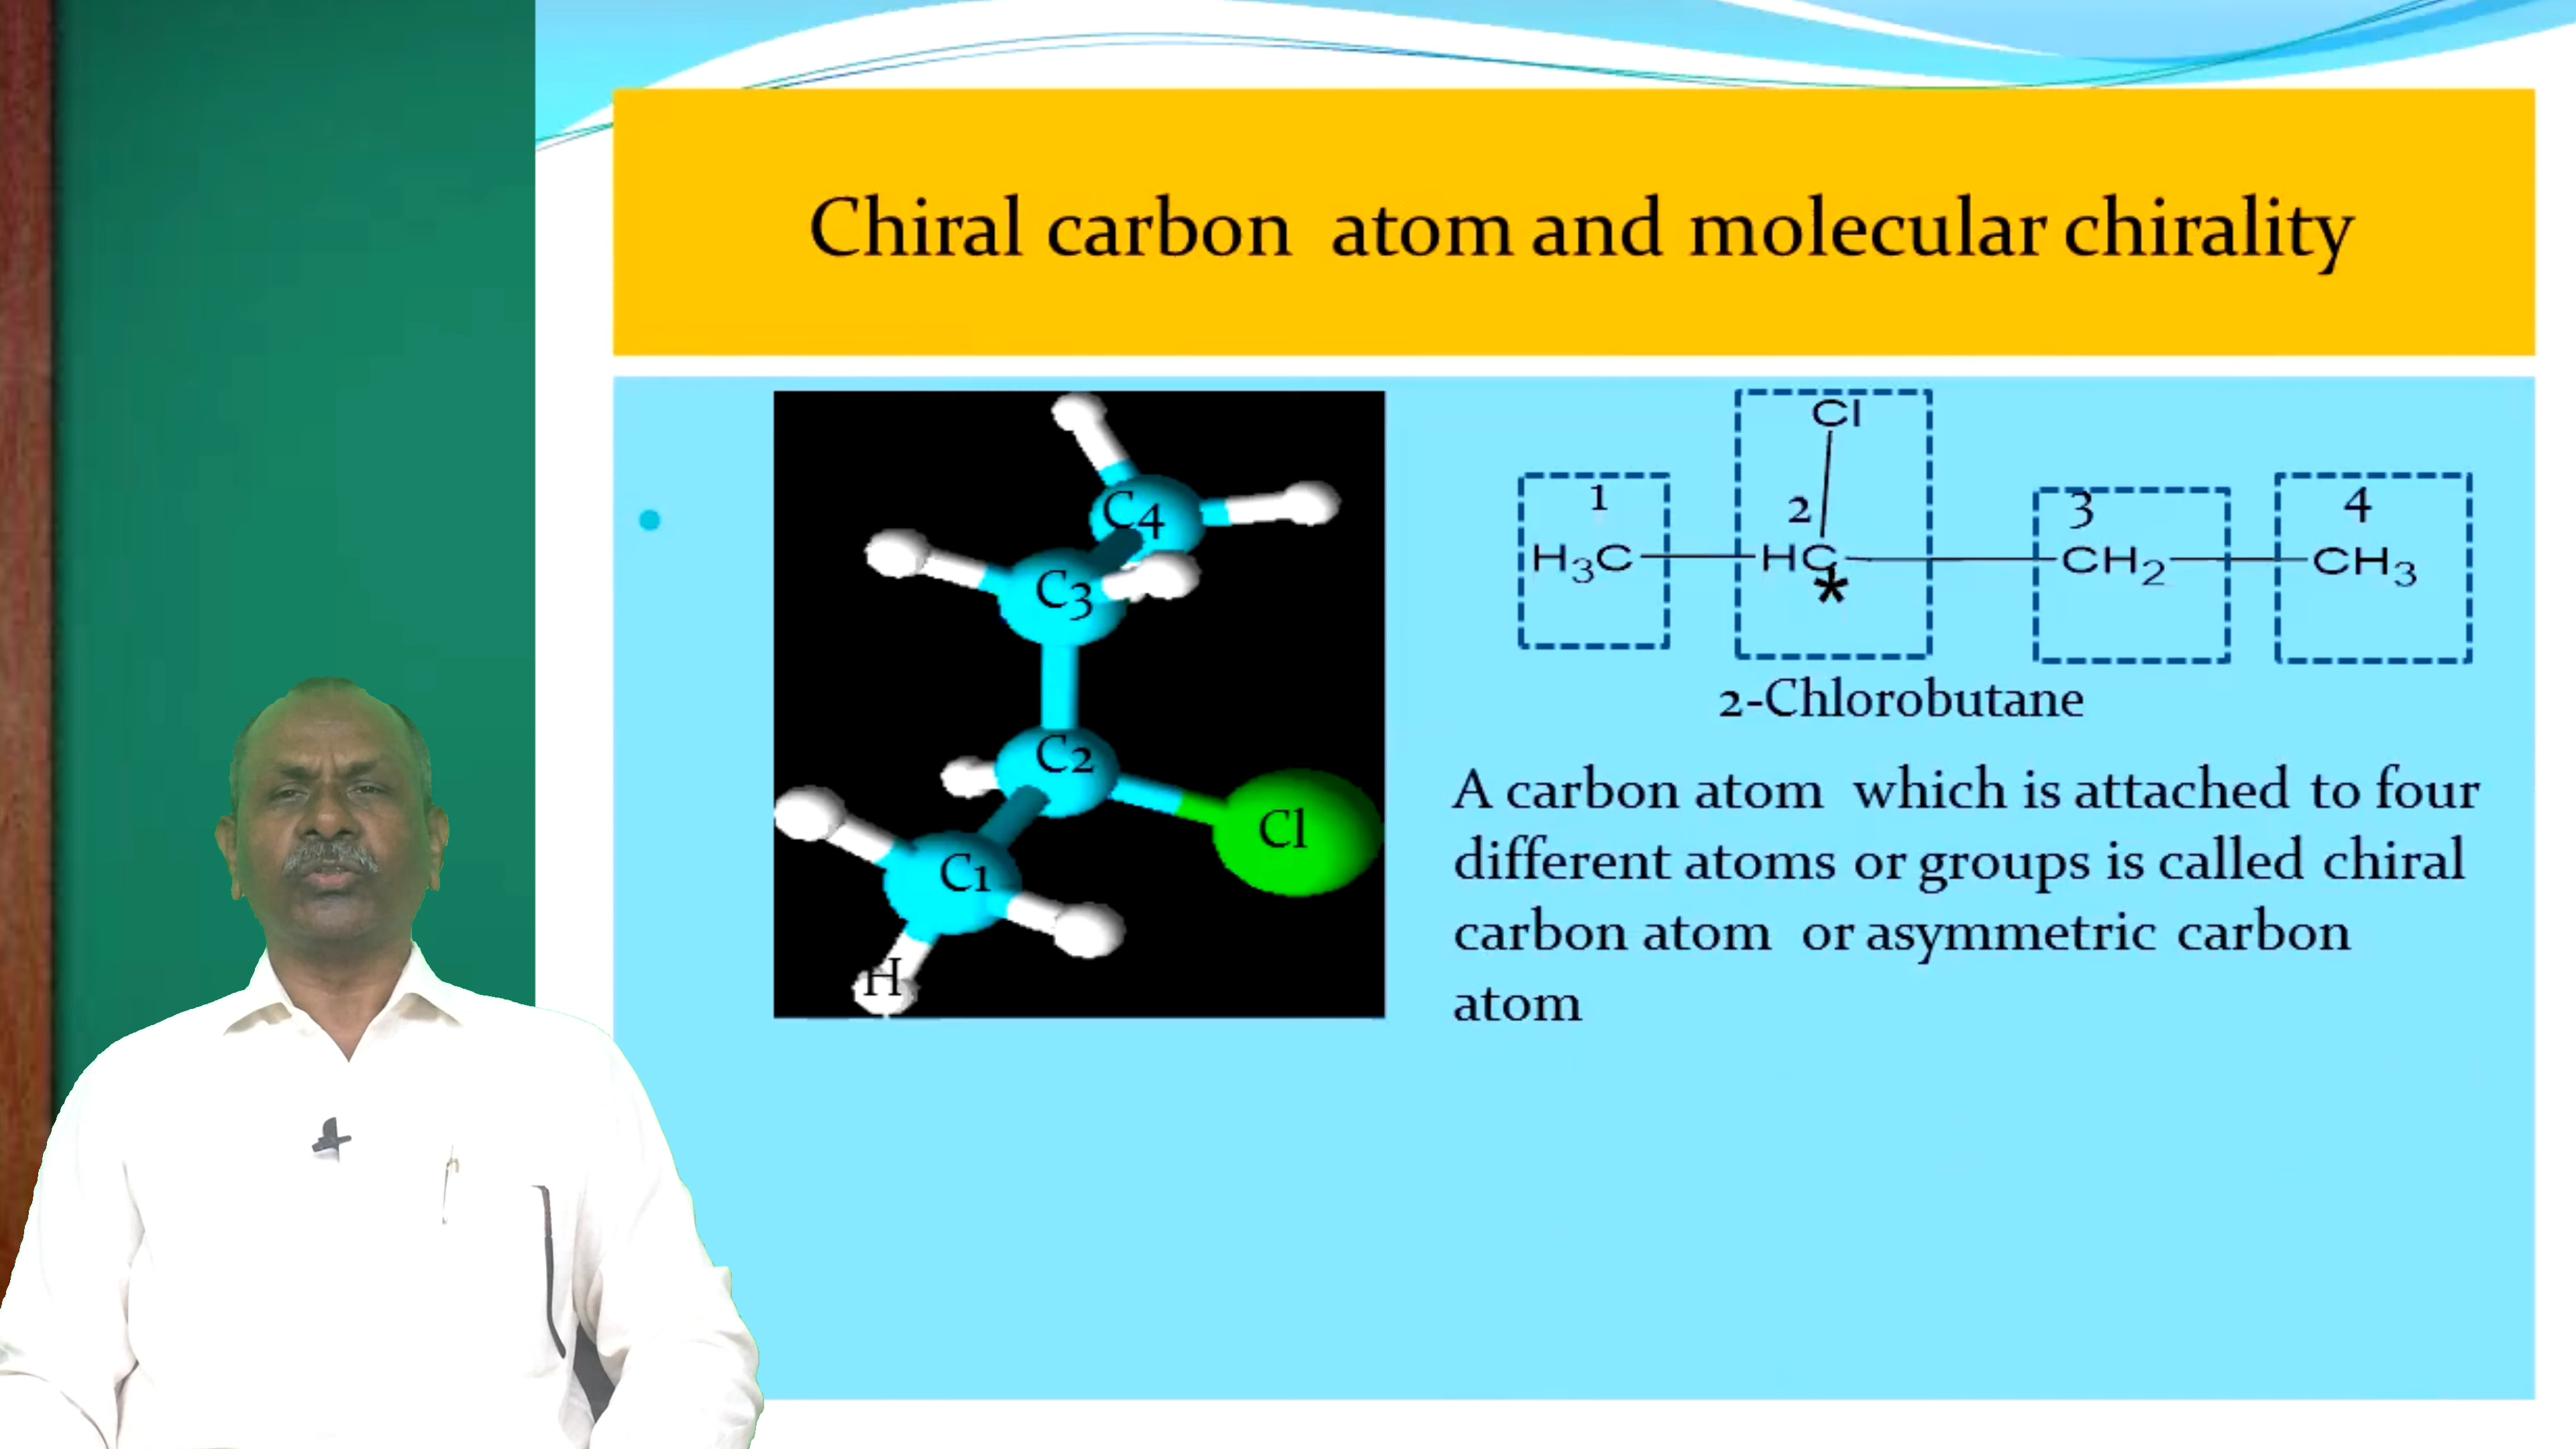 Chiral carbon atom and molecular chirality
C4
C3
C2
Cl
C1
H
Cl
1 2 3 4
H3C HC CH2 CH3
*
2-Chlorobutane
A carbon atom which is attached to four
different atoms or groups is called chiral
carbon atom or asymmetric carbon
atom